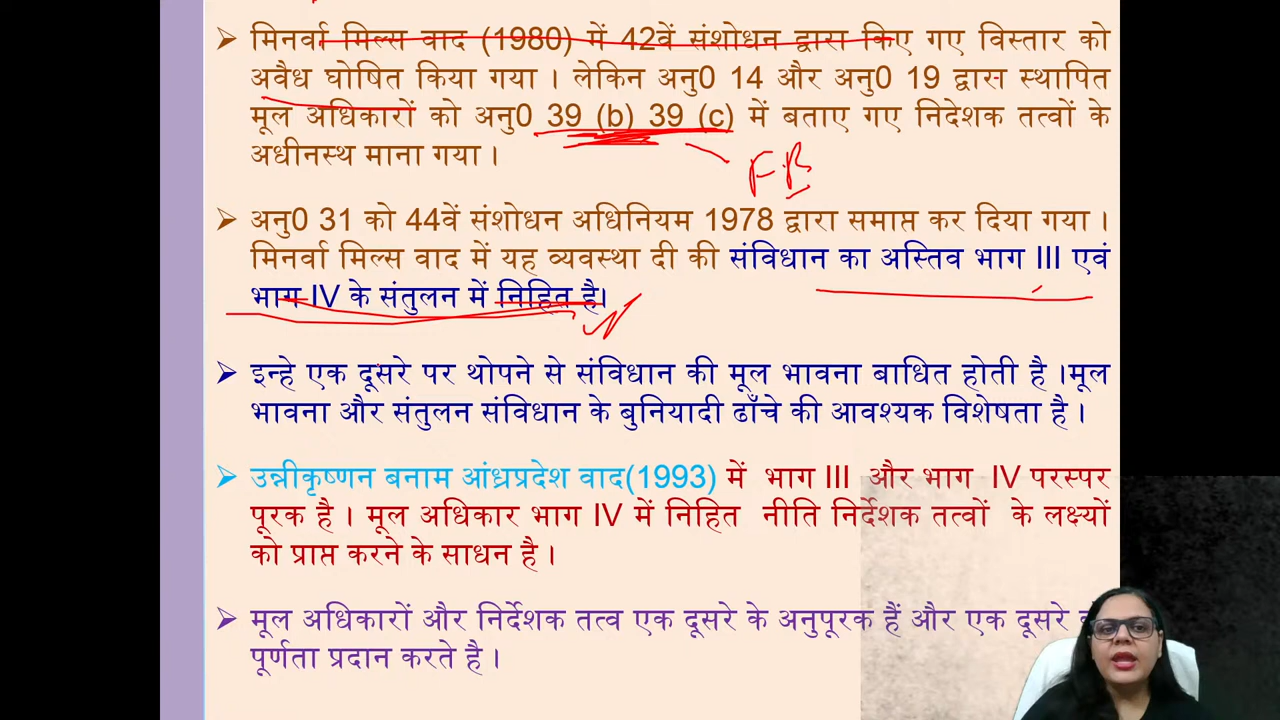 ➢ मिनर्वा मिल्स वाद (1980) में 42वें संशोधन द्वारा किए गए विस्तार को
अवैध घोषित किया गया । लेकिन अनु0 14 और अनु0 19 द्वारा स्थापित
मूल अधिकारों को अनु0 39 (b) 39 (c) में बताए गए निदेशक तत्वों के
अधीनस्थ माना गया ।
FR
➢ अनु0 31 को 44वें संशोधन अधिनियम 1978 द्वारा समाप्त कर दिया गया ।
मिनर्वा मिल्स वाद में यह व्यवस्था दी की संविधान का अस्तिव भाग III एवं
भाग IV के संतुलन में निहित है।
➢ इन्हे एक दूसरे पर थोपने से संविधान की मूल भावना बाधित होती है ।मूल
भावना और संतुलन संविधान के बुनियादी ढाँचे की आवश्यक विशेषता है ।
➢ उन्नीकृष्णन बनाम आंध्रप्रदेश वाद(1993) में भाग III और भाग IV परस्पर
पूरक है । मूल अधिकार भाग IV में निहित नीति निर्देशक तत्वों के लक्ष्यों
को प्राप्त करने के साधन है ।
➢ मूल अधिकारों और निर्देशक तत्व एक दूसरे के अनुपूरक हैं और एक दूसरे
पूर्णता प्रदान करते है ।